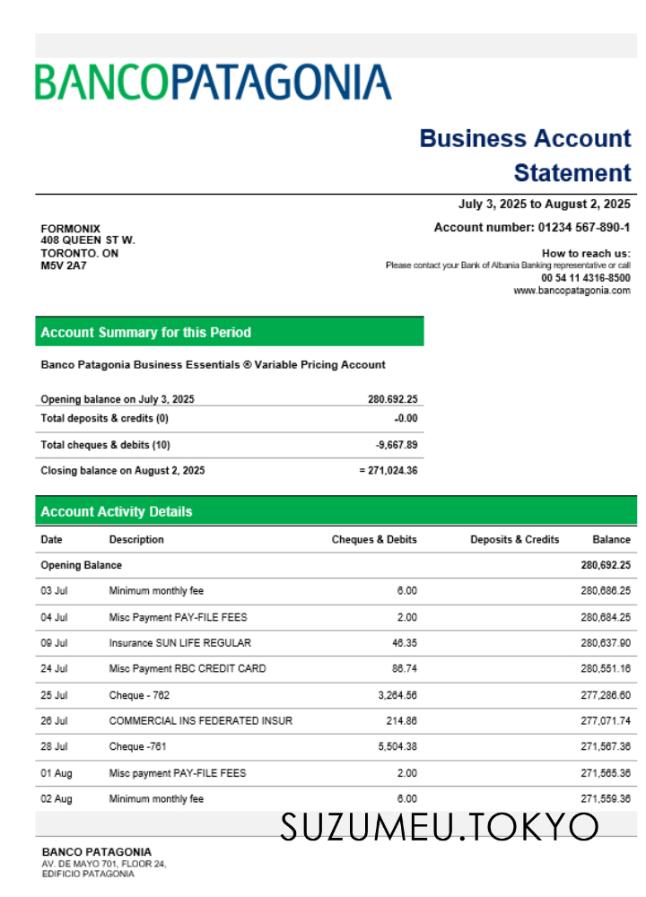 BANCOPATAGONIA
Business Account
Statement
July 3, 2025 to August 2, 2025
FORMONIX
408 QUEEN ST W.
TORONTO. ON
M5V 2A7
Account number: 01234 567-890-1
How to reach us:
Please contact your Bank of Albania Banking representive or call
00 54 11 4316-8500
www.bancopatagonia.com
Account Summary for this Period
Banco Patagonia Business Essentials ® Variable Pricing Account
Opening balance on July 3, 2025 280.692.25
Total deposits & credits (0) -0.00
Total cheques & debits (10) -9,667.89
Closing balance on August 2, 2025 = 271,024.36
Account Activity Details
Date Description Cheques & Debits Deposits & Credits Balance
Opening Balance 280,692.25
03 Jul Minimum monthly fee 6.00 280,686.25
04 Jul Misc Payment PAY-FILE FEES 2.00 280,684.25
09 Jul Insurance SUN LIFE REGULAR 46.35 280,637.90
24 Jul Misc Payment RBC CREDIT CARD 86.74 280,551.16
25 Jul Cheque - 762 3,264.56 277,286.60
26 Jul COMMERCIAL INS FEDERATED INSUR 214.86 277,071.74
28 Jul Cheque -761 5,504.38 271,567.36
01 Aug Misc payment PAY-FILE FEES 2.00 271,565.36
02 Aug Minimum monthly fee 6.00 271,559.36
SUZUMEU.TOKYO
BANCO PATAGONIA
AV. DE MAYO 701, FLOOR 24,
EDIFICIO PATAGONIA